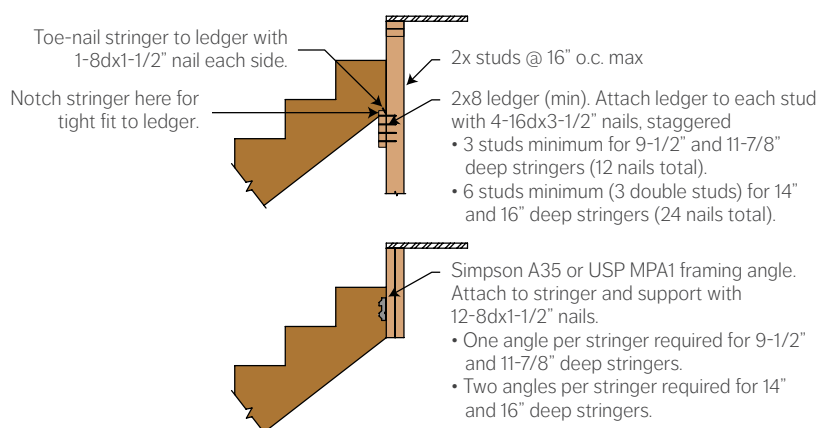 Toe-nail stringer to ledger with
1-8dx1-1/2” nail each side.
Notch stringer here for
tight fit to ledger.
2x studs @ 16” o.c. max
2x8 ledger (min). Attach ledger to each stud
with 4-16dx3-1/2” nails, staggered
• 3 studs minimum for 9-1/2” and 11-7/8”
deep stringers (12 nails total).
• 6 studs minimum (3 double studs) for 14”
and 16” deep stringers (24 nails total).
Simpson A35 or USP MPA1 framing angle.
Attach to stringer and support with
12-8dx1-1/2” nails.
• One angle per stringer required for 9-1/2”
and 11-7/8” deep stringers.
• Two angles per stringer required for 14”
and 16” deep stringers.